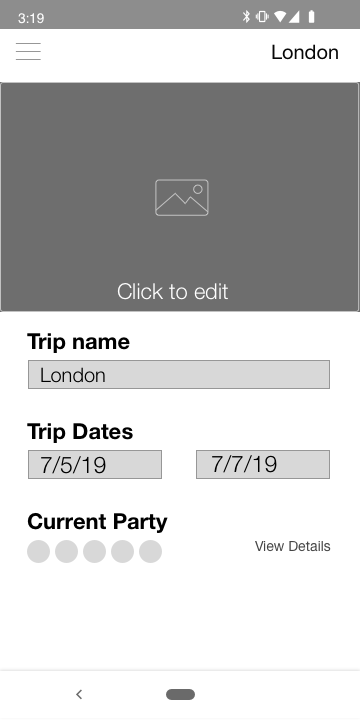 3:19
London
Click to edit
Trip name
London
Trip Dates
7/5/19 7/7/19
Current Party
View Details